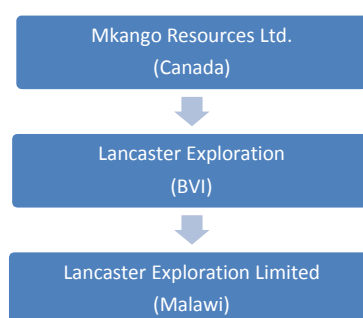 Mkango Resources Ltd.
(Canada)
Lancaster Exploration
(BVI)
Lancaster Exploration Limited
(Malawi)